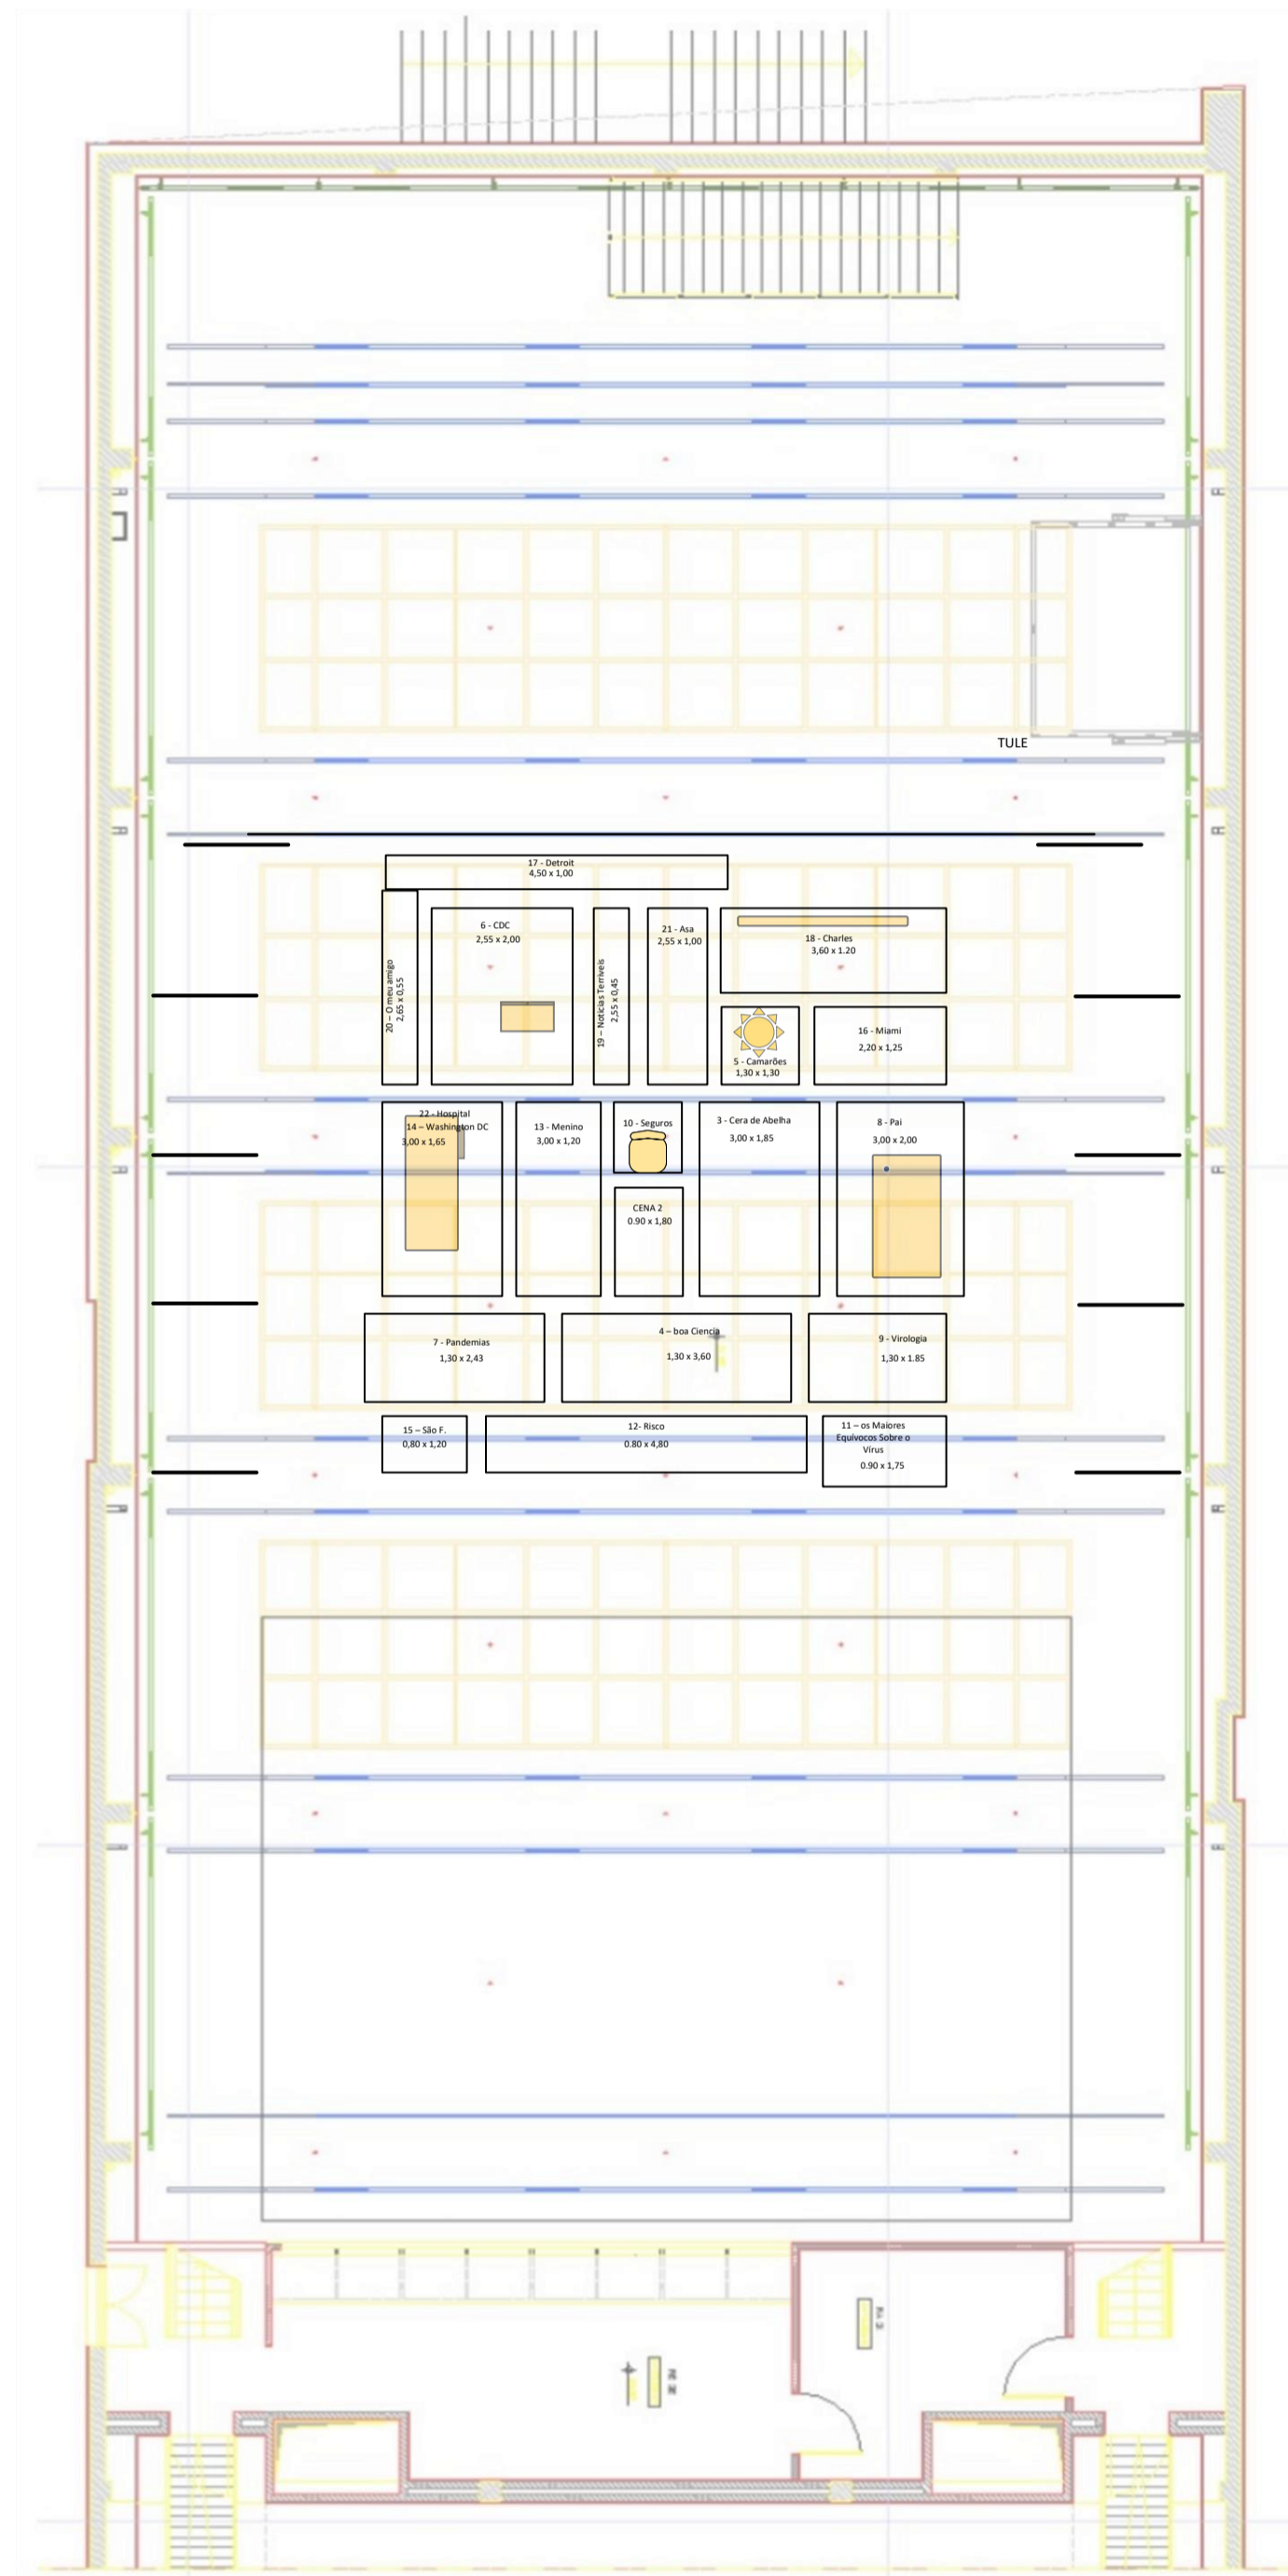 TULE
17 - Detroit
4,50 x 1,00
20 – O meu amigo
2,65 x 0,55
6 - CDC
2,55 x 2,00
19 – Notícias Terríveis
2,55 x 0,45
21 - Asa
2,55 x 1,00
18 - Charles
3,60 x 1.20
5 - Camarões
1,30 x 1,30
16 - Miami
2,20 x 1,25
22 - Hospital
14 – Washington DC
3,00 x 1,65
13 - Menino
3,00 x 1,20
10 - Seguros
CENA 2
0.90 x 1,80
3 - Cera de Abelha
3,00 x 1,85
8 - Pai
3,00 x 2,00
7 - Pandemias
1,30 x 2,43
4 – boa Ciencia
1,30 x 3,60
9 - Virologia
1,30 x 1.85
15 – São F.
0,80 x 1,20
12- Risco
0.80 x 4,80
11 – os Maiores
Equívocos Sobre o
Vírus
0.90 x 1,75